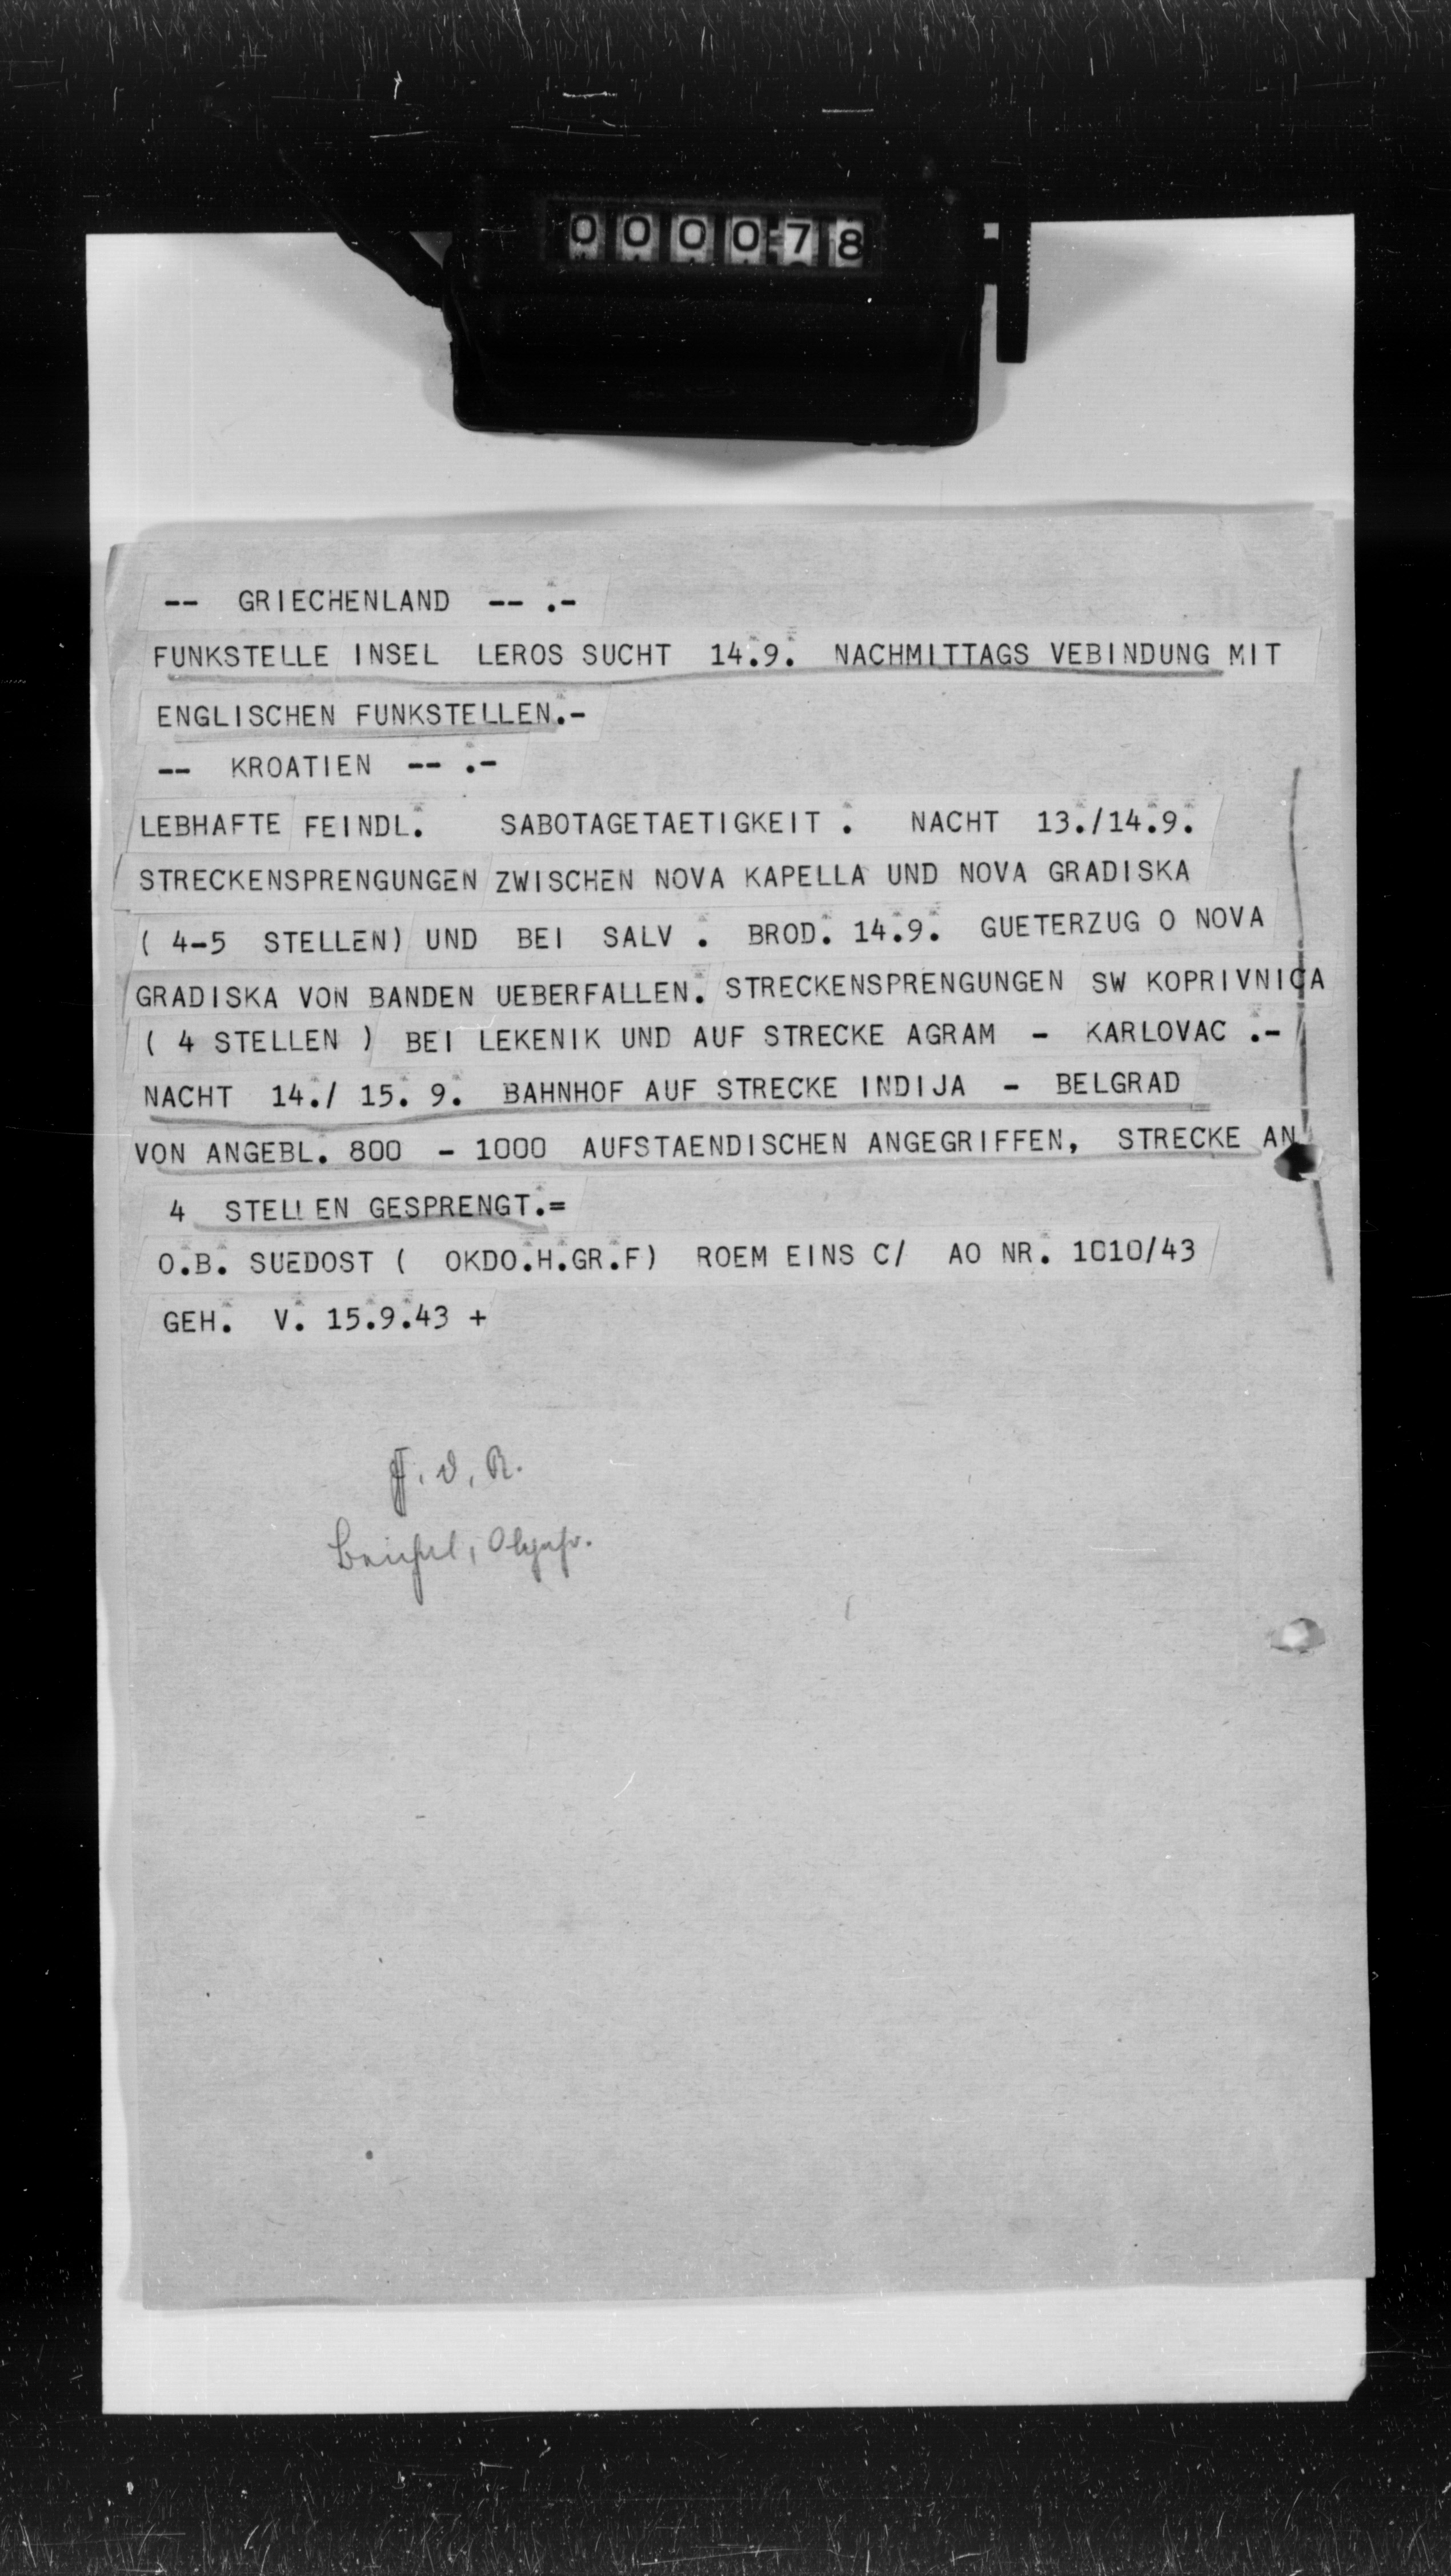 000078
-- GRIECHENLAND -- .-
FUNKSTELLE INSEL LEROS SUCHT 14.9. NACHMITTAGS VEBINDUNG MIT
ENGLISCHEN FUNKSTELLEN.-
-- KROATIEN -- .-
LEBHAFTE FEINDL. SABOTAGETAETIGKEIT . NACHT 13./14.9.
STRECKENSPRENGUNGEN ZWISCHEN NOVA KAPELLA UND NOVA GRADISKA
( 4-5 STELLEN) UND BEI SALV . BROD. 14.9. GUETERZUG O NOVA
GRADISKA VON BANDEN UEBERFALLEN. STRECKENSPRENGUNGEN SW KOPRIVNICA
( 4 STELLEN ) BEI LEKENIK UND AUF STRECKE AGRAM - KARLOVAC .-
NACHT 14./ 15. 9. BAHNHOF AUF STRECKE INDIJA - BELGRAD
VON ANGEBL. 800 - 1000 AUFSTAENDISCHEN ANGEGRIFFEN, STRECKE AN
4 STELLEN GESPRENGT.=
O.B. SUEDOST ( OKDO.H.GR.F) ROEM EINS C/ AO NR. 1010/43
GEH. V. 15.9.43 +
F. d. R.